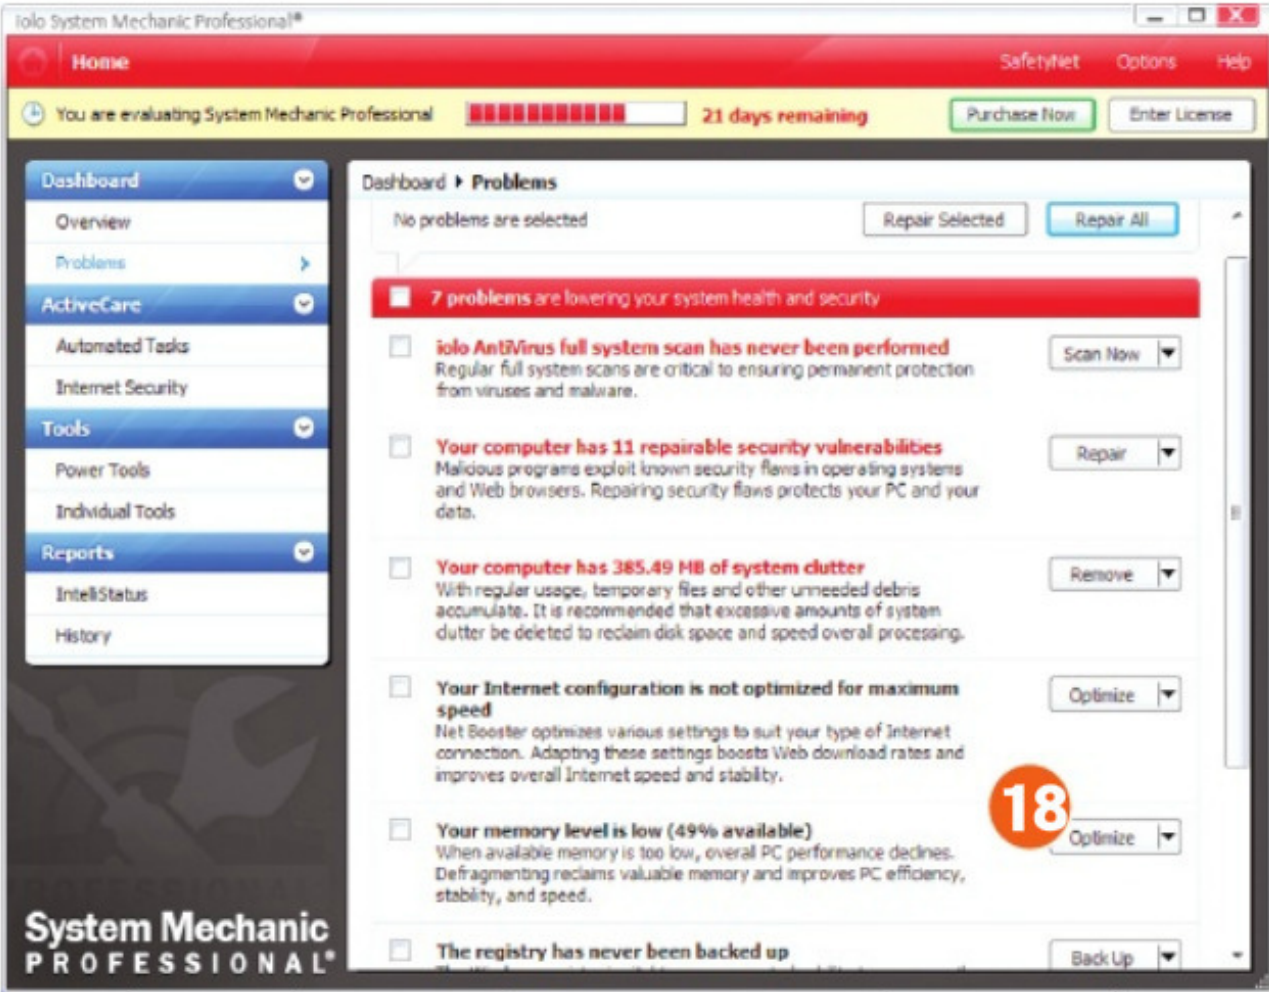 iolo System Mechanic Professional®
Home
SafetyNet
Options
Help
You are evaluating System Mechanic Professional
21 days remaining
Purchase Now
Enter License
Dashboard
Overview
Problems
ActiveCare
Automated Tasks
Internet Security
Tools
Power Tools
Individual Tools
Reports
IntelliStatus
History
Dashboard Problems
No problems are selected
Repair Selected
Repair All
7 problems are lowering your system health and security
iolo AntiVirus full system scan has never been performed
Regular full system scans are critical to ensuring permanent protection
from viruses and malware.
Scan Now
Your computer has 11 repairable security vulnerabilities
Malicious programs exploit known security flaws in operating systems
and Web browsers. Repairing security flaws protects your PC and your
data.
Repair
Your computer has 385.49 MB of system clutter
With regular usage, temporary files and other unneeded debris
accumulate. It is recommended that excessive amounts of system
clutter be deleted to reclaim disk space and speed overall processing.
Remove
Your Internet configuration is not optimized for maximum
speed
Net Booster optimizes various settings to suit your type of Internet
connection. Adapting these settings boosts Web download rates and
improves overall Internet speed and stability.
Optimize
18
Your memory level is low (49% available)
When available memory is too low, overall PC performance declines.
Defragmenting reclaims valuable memory and improves PC efficiency,
stability, and speed.
Optimize
The registry has never been backed up
Back Up
PROFESSIONAL
System Mechanic
PROFESSIONAL®